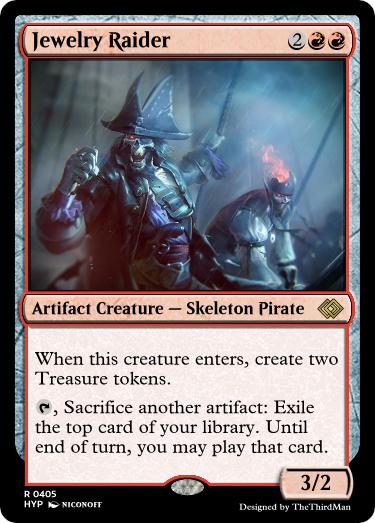 Jewelry Raider 2
Artifact Creature — Skeleton Pirate
When this creature enters, create two
Treasure tokens.
, Sacrifice another artifact: Exile
the top card of your library. Until
end of turn, you may play that card.
3/2
R 0405
HYP NICONOFF
Designed by TheThirdMan